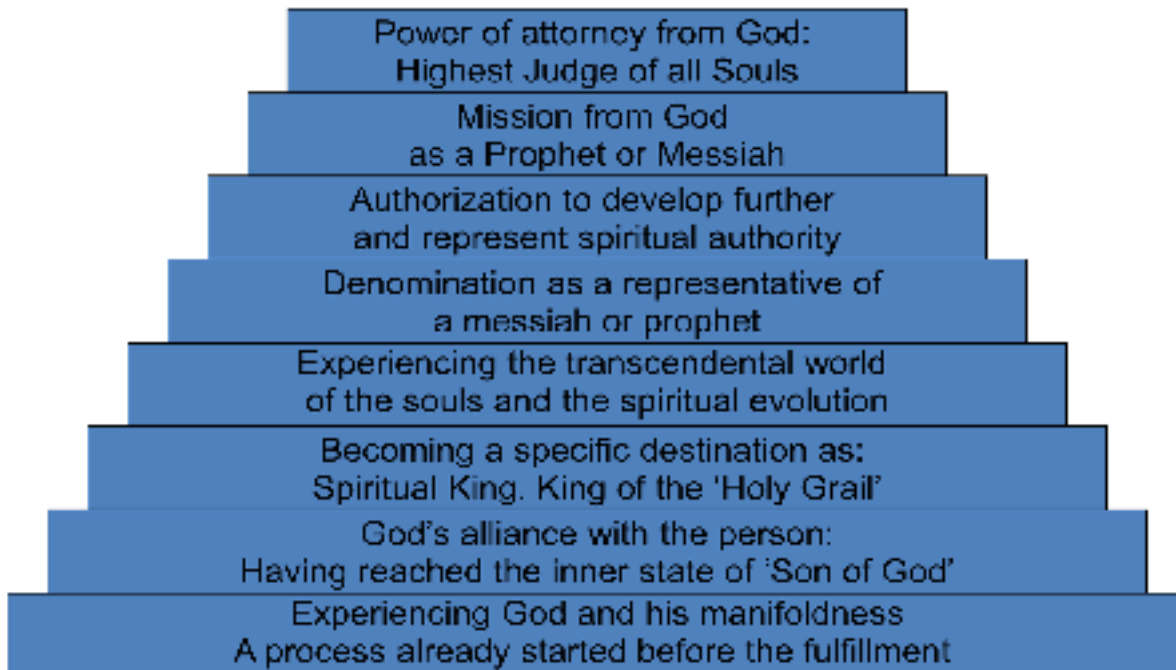 Power of attorney from God:
Highest Judge of all Souls
Mission from God
as a Prophet or Messiah
Authorization to develop further
and represent spiritual authority
Denomination as a representative of
a messiah or prophet
Experiencing the transcendental world
of the souls and the spiritual evolution
Becoming a specific destination as:
Spiritual King. King of the ‘Holy Grail’
God’s alliance with the person:
Having reached the inner state of ‘Son of God’
Experiencing God and his manifoldness
A process already started before the fulfillment